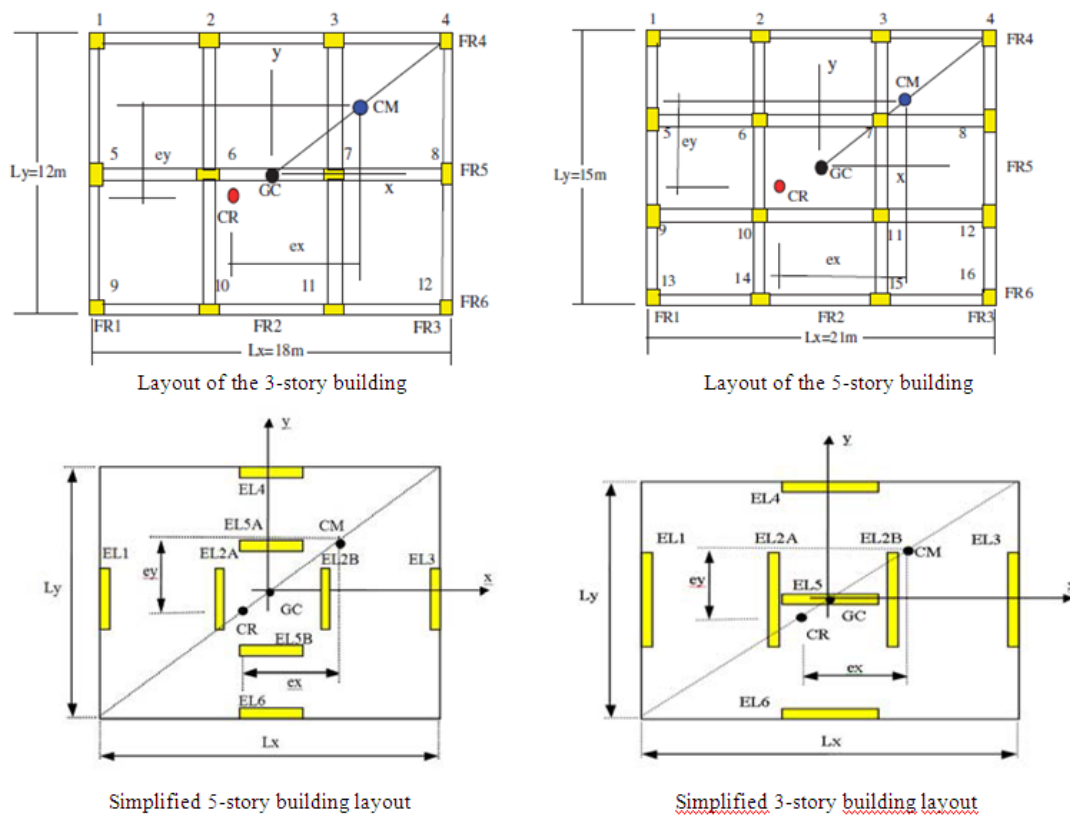 1 2 3 4
FR4
y
CM
5 ey 6 7 8
Ly=12m
FR5
GC x
CR
ex
9 10 11 12
FR6
FR1 FR2 FR3
Lx=18m
Layout of the 3-story building
1 2 3 4
FR4
y
CM
5 6 7 8
ey
FR5
Ly=15m
GC x
CR
9 10 11 12
ex
13 14 15 16
FR6
FR1 FR2 FR3
Lx=21m
Layout of the 5-story building
y
EL4
EL5A CM
EL1 EL2A EL2B EL3
ey x
Ly
GC
CR
EL5B
ex
EL6
Lx
Simplified 5-story building layout
y
EL4
EL1 EL2A EL2B EL3
CM
ey EL5
Ly GC
CR
ex
EL6
Lx
Simplified 3-story building layout